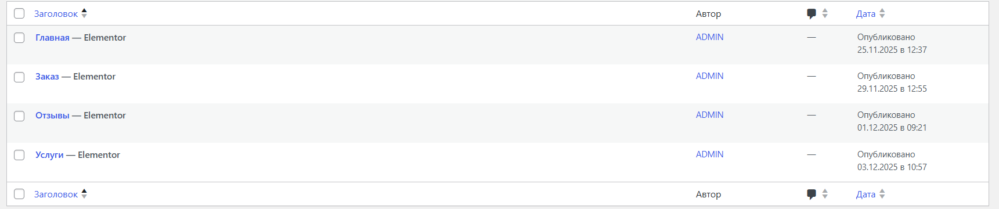 Заголовок Автор Дата
Главная — Elementor ADMIN — Опубликовано
25.11.2025 в 12:37
Заказ — Elementor ADMIN — Опубликовано
29.11.2025 в 12:55
Отзывы — Elementor ADMIN — Опубликовано
01.12.2025 в 09:21
Услуги — Elementor ADMIN — Опубликовано
03.12.2025 в 10:57
Заголовок Автор Дата